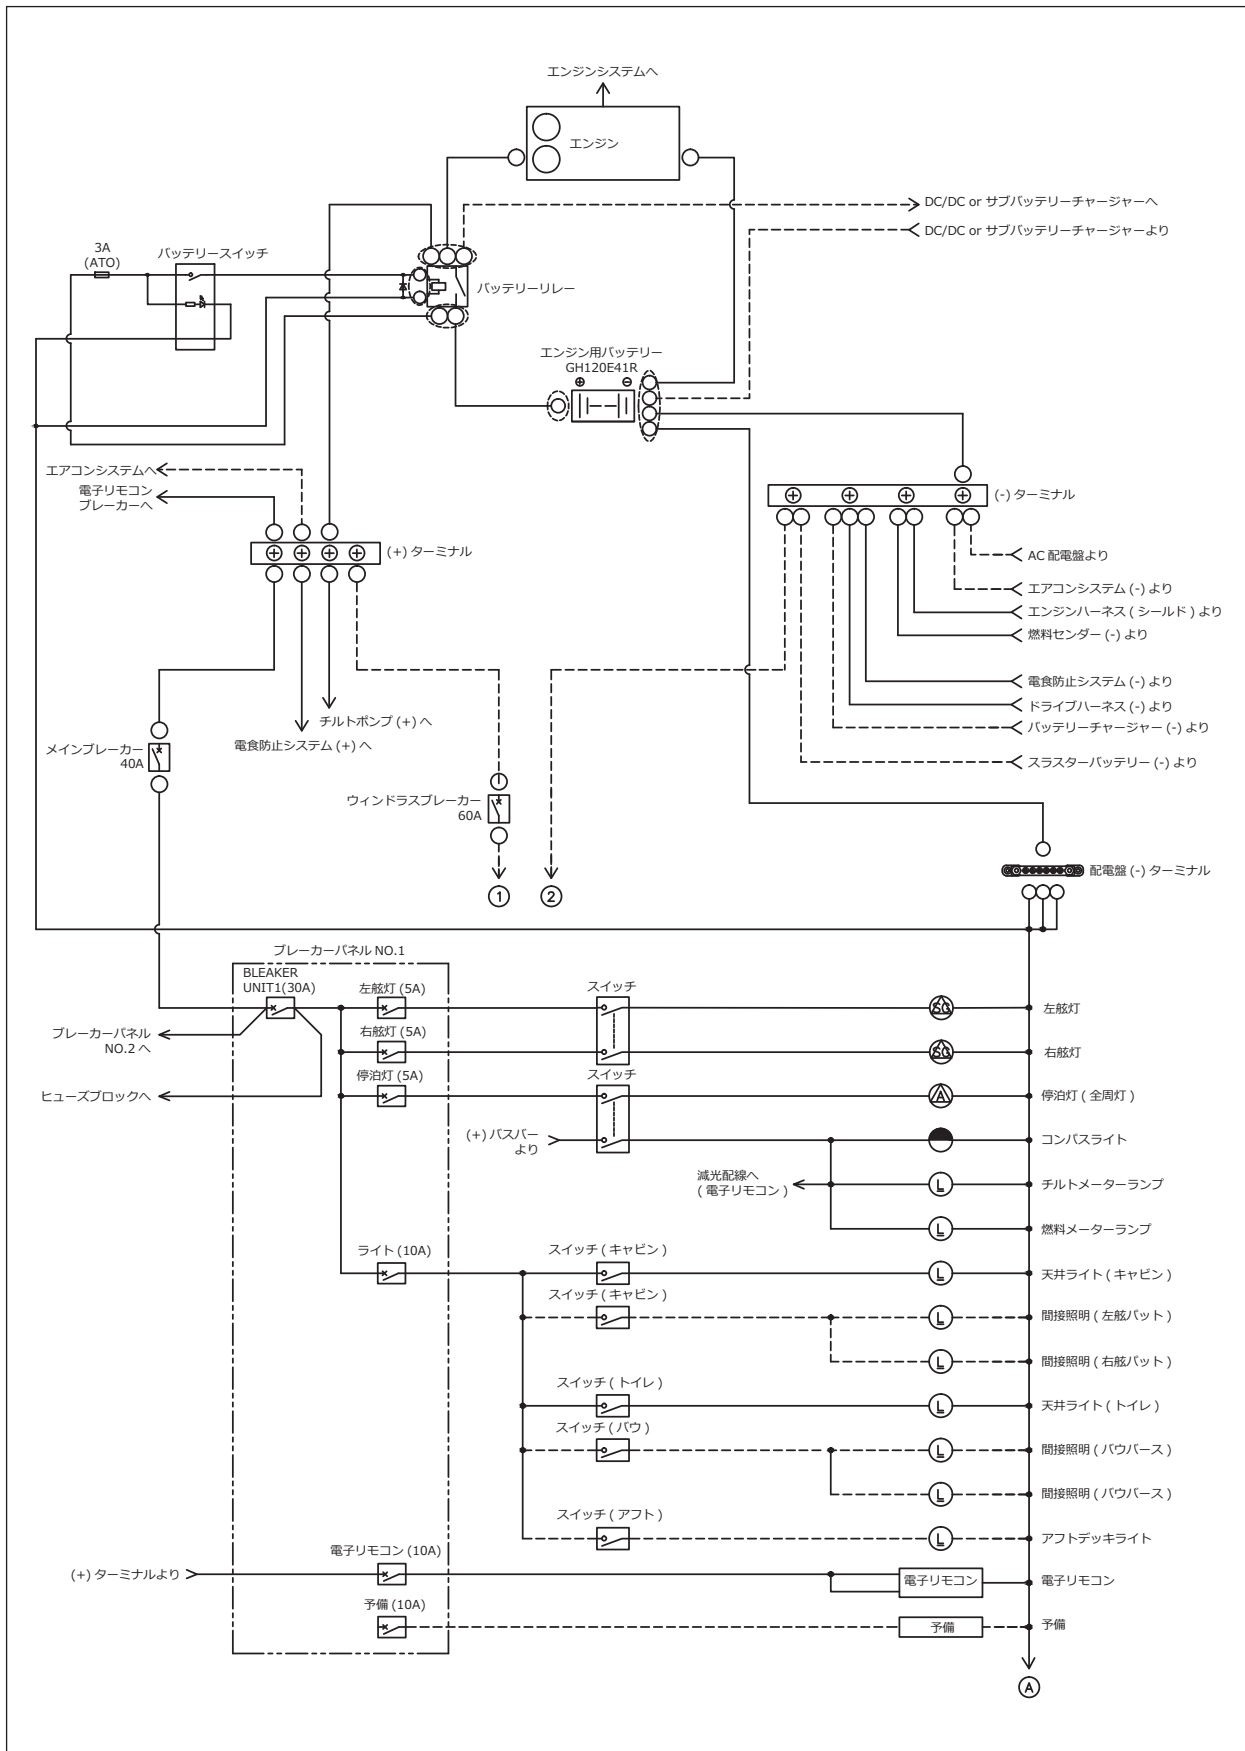 エンジンシステムへ
エンジン
DC/DC or サブバッテリーチャージャーへ
DC/DC or サブバッテリーチャージャーより
3A
(ATO)
バッテリースイッチ
バッテリーリレー
エンジン用バッテリー
GH120E41R
エアコンシステムへ
電子リモコン
ブレーカーへ
(+) ターミナル
(-) ターミナル
AC 配電盤より
エアコンシステム (-) より
エンジンハーネス ( シールド ) より
燃料センダー (-) より
電食防止システム (-) より
ドライブハーネス (-) より
バッテリーチャージャー (-) より
スラスターバッテリー (-) より
チルトポンプ (+) へ
電食防止システム (+) へ
メインブレーカー
40A
ウィンドラスブレーカー
60A
1
2
配電盤 (-) ターミナル
ブレーカーパネル NO.1
BLEAKER
UNIT1(30A)
左舷灯 (5A)
スイッチ
SG
左舷灯
ブレーカーパネル
NO.2 へ
右舷灯 (5A)
SG
右舷灯
ヒューズブロックへ
停泊灯 (5A)
スイッチ
A
停泊灯 ( 全周灯 )
(+) バスバー
より
コンパスライト
減光配線へ
( 電子リモコン )
L
チルトメーターランプ
L
燃料メーターランプ
ライト (10A)
スイッチ ( キャビン )
L
天井ライト ( キャビン )
スイッチ ( キャビン )
L
間接照明 ( 左舷バット )
L
間接照明 ( 右舷バット )
スイッチ ( トイレ )
L
天井ライト ( トイレ )
スイッチ ( バウ )
L
間接照明 ( バウバース )
L
間接照明 ( バウバース )
スイッチ ( アフト )
L
アフトデッキライト
(+) ターミナルより
電子リモコン (10A)
電子リモコン
電子リモコン
予備 (10A)
予備
予備
A